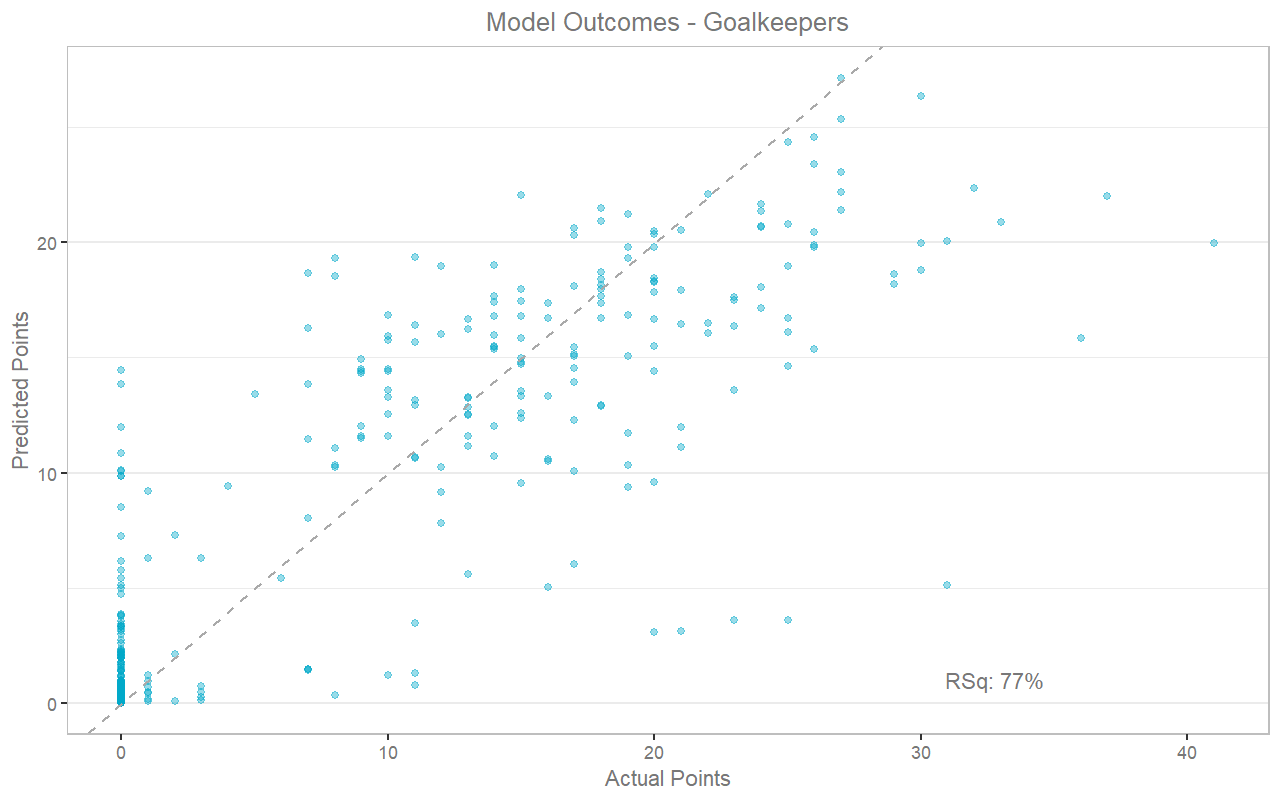 Model Outcomes - Goalkeepers
Predicted Points
20
10
0
RSq: 77%
0 10 20 30 40
Actual Points